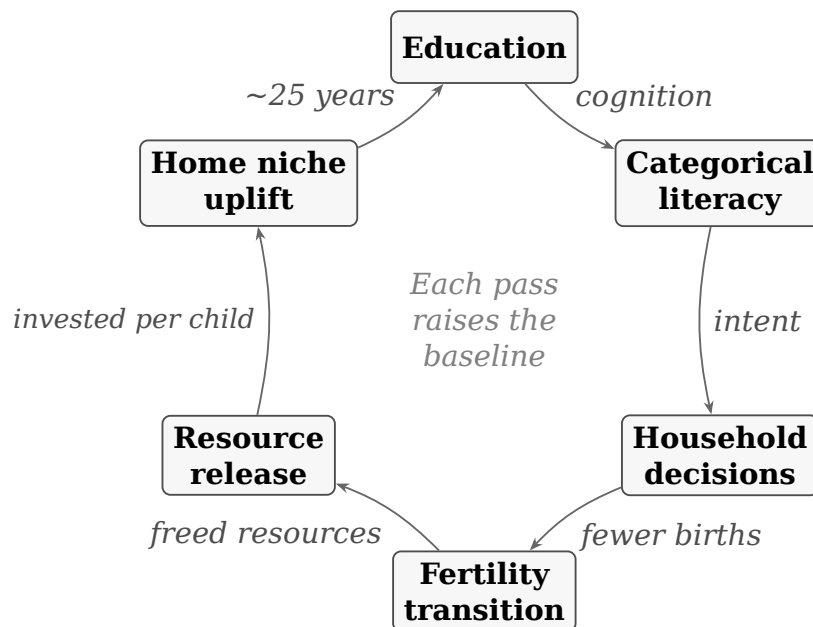 Education
~25 years
cognition
Home niche
uplift
Categorical
literacy
Each pass
raises the
baseline
invested per child
intent
Resource
release
Household
decisions
freed resources
fewer births
Fertility
transition